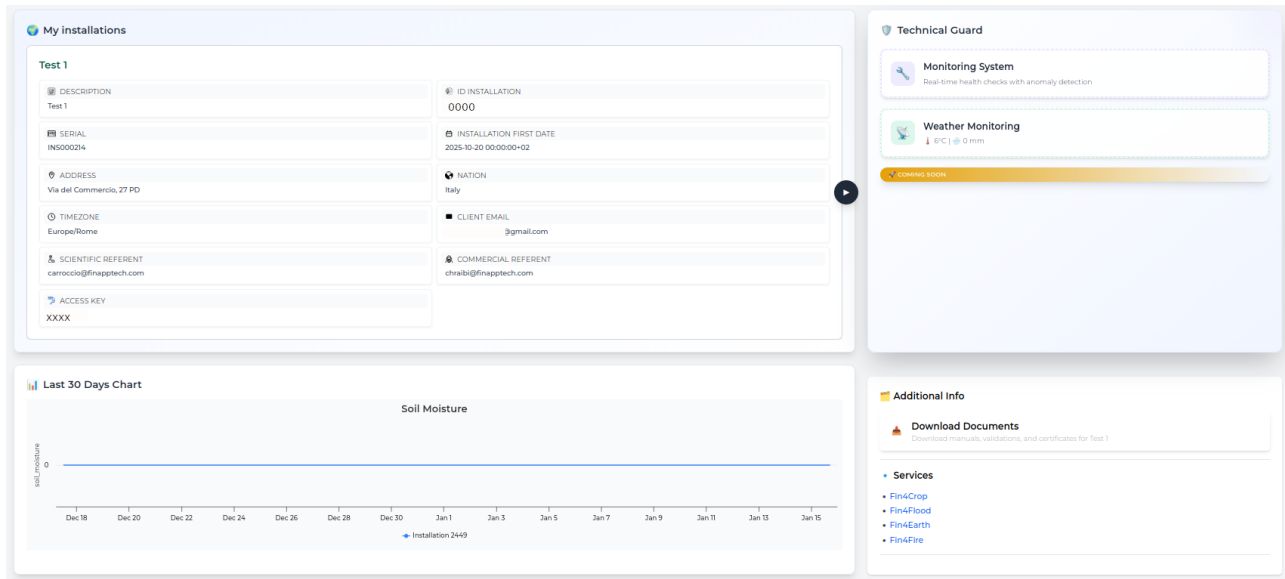 My installations
Test 1
DESCRIPTION
Test 1
ID INSTALLATION
0000
SERIAL
INS000214
INSTALLATION FIRST DATE
2025-10-20 00:00:00+02
ADDRESS
Via del Commercio, 27 PD
NATION
Italy
TIMEZONE
Europe/Rome
CLIENT EMAIL
@gmail.com
SCIENTIFIC REFERENT
carroccio@finapptech.com
COMMERCIAL REFERENT
chraibi@finapptech.com
ACCESS KEY
XXXX
Technical Guard
Monitoring System
Real-time health checks with anomaly detection
Weather Monitoring
6°C | 0 mm
COMING SOON
Last 30 Days Chart
Soil Moisture
soil_moisture
0
Dec 18 Dec 20 Dec 22 Dec 24 Dec 26 Dec 28 Dec 30 Jan 1 Jan 3 Jan 5 Jan 7 Jan 9 Jan 11 Jan 13 Jan 15
Installation 2449
Additional Info
Download Documents
Download manuals, validations, and certificates for Test 1
Services
Fin4Crop
Fin4Flood
Fin4Earth
Fin4Fire